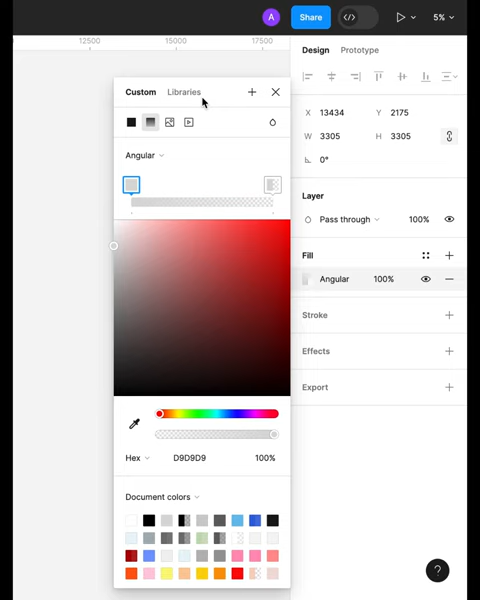 A
Share
5%
12500
15000
17500
Design
Prototype
Custom
Libraries
X 13434 Y 2175
W 3305 H 3305
0°
Angular
Layer
Pass through 100%
Fill
Angular 100%
Stroke
Effects
Export
Hex D9D9D9 100%
Document colors
?